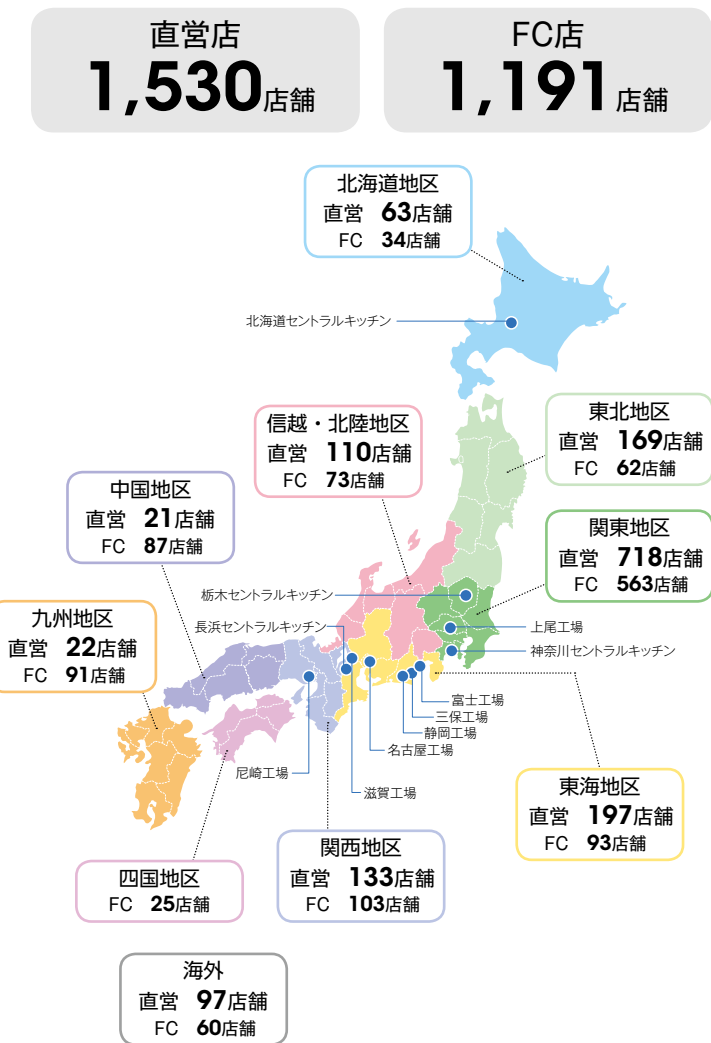 直営店
1,530店舗
FC店
1,191店舗
北海道地区
直営 63店舗
FC 34店舗
北海道セントラルキッチン
信越・北陸地区
直営 110店舗
FC 73店舗
東北地区
直営 169店舗
FC 62店舗
中国地区
直営 21店舗
FC 87店舗
関東地区
直営 718店舗
FC 563店舗
栃木セントラルキッチン
九州地区
直営 22店舗
FC 91店舗
長浜セントラルキッチン
上尾工場
神奈川セントラルキッチン
富士工場
三保工場
静岡工場
名古屋工場
尼崎工場
滋賀工場
東海地区
直営 197店舗
FC 93店舗
関西地区
直営 133店舗
FC 103店舗
四国地区
FC 25店舗
海外
直営 97店舗
FC 60店舗